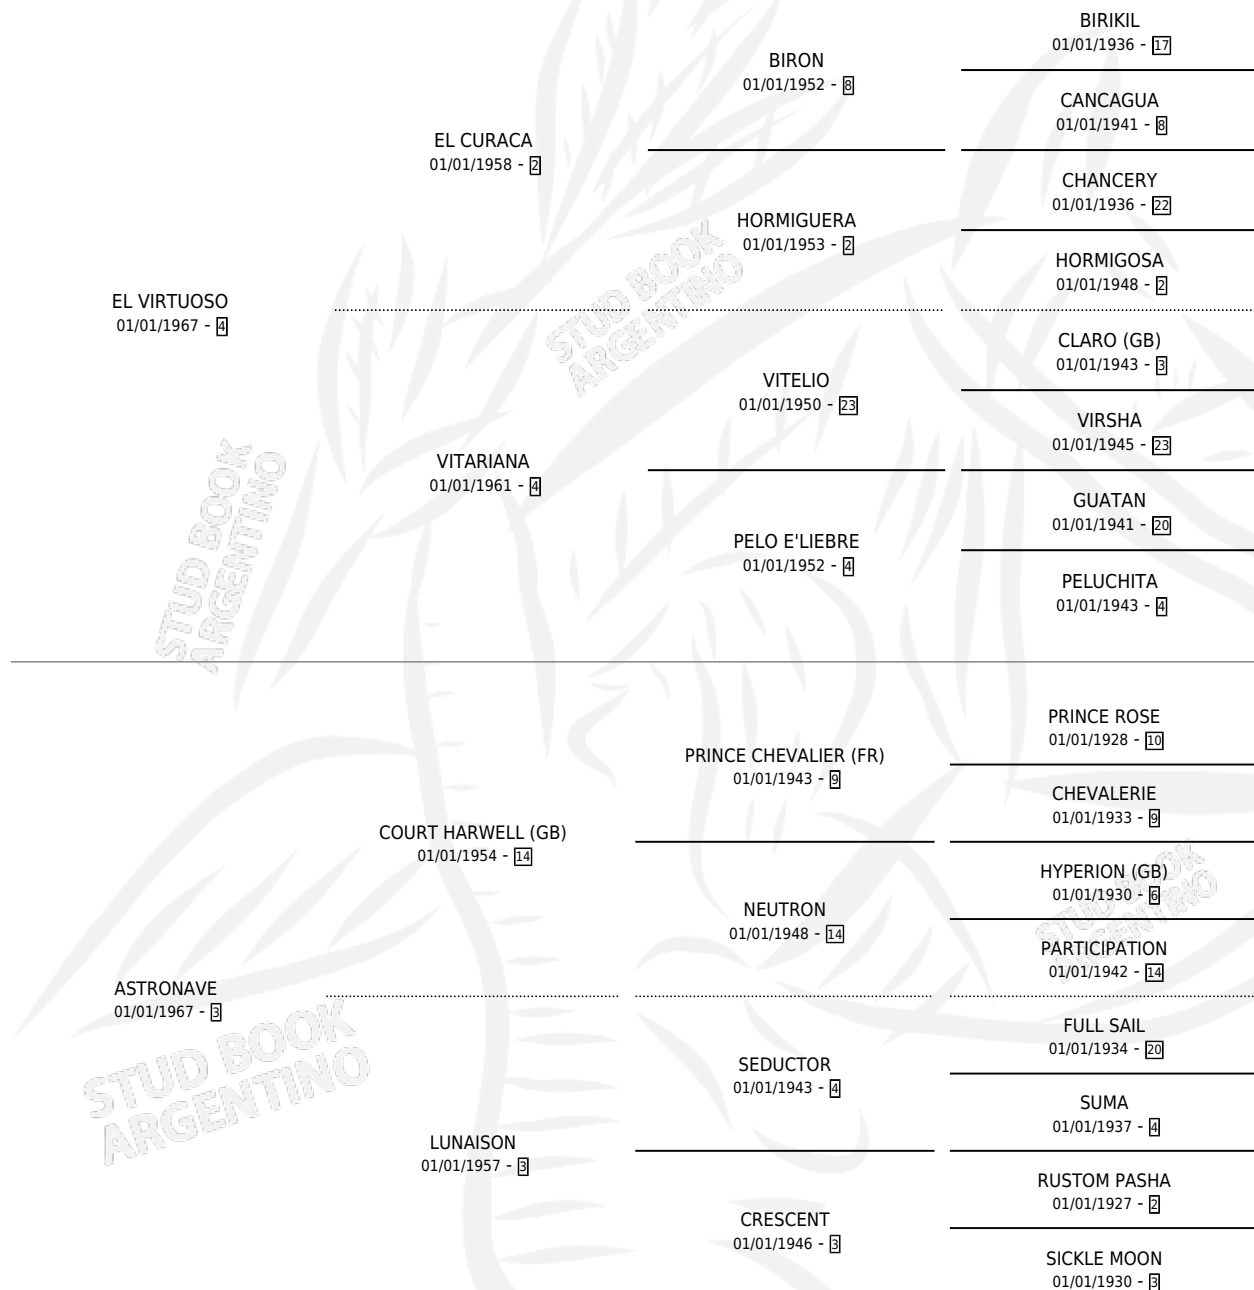 BIRIKIL
01/01/1936 - 17
BIRON
01/01/1952 - 8
CANCAGUA
01/01/1941 - 8
EL CURACA
01/01/1958 - 2
CHANCERY
01/01/1936 - 22
HORMIGUERA
01/01/1953 - 2
HORMIGOSA
01/01/1948 - 2
EL VIRTUOSO
01/01/1967 - 4
CLARO (GB)
01/01/1943 - 3
VITELIO
01/01/1950 - 23
VIRSHA
01/01/1945 - 23
VITARIANA
01/01/1961 - 4
GUATAN
01/01/1941 - 20
PELO E'LIEBRE
01/01/1952 - 4
PELUCHITA
01/01/1943 - 4
PRINCE ROSE
01/01/1928 - 10
PRINCE CHEVALIER (FR)
01/01/1943 - 9
CHEVALERIE
01/01/1933 - 9
COURT HARWELL (GB)
01/01/1954 - 14
HYPERION (GB)
01/01/1930 - 6
NEUTRON
01/01/1948 - 14
PARTICIPATION
01/01/1942 - 14
ASTRONAVE
01/01/1967 - 3
FULL SAIL
01/01/1934 - 20
SEDUCTOR
01/01/1943 - 4
SUMA
01/01/1937 - 4
LUNAISON
01/01/1957 - 3
RUSTOM PASHA
01/01/1927 - 2
CRESCENT
01/01/1946 - 3
SICKLE MOON
01/01/1930 - 3
STUD BOOK
ARGENTINO
STUD BOOK
ARGENTINO
STUD BOOK
ARGENTINO
STUD BOOK
ARGENTINO